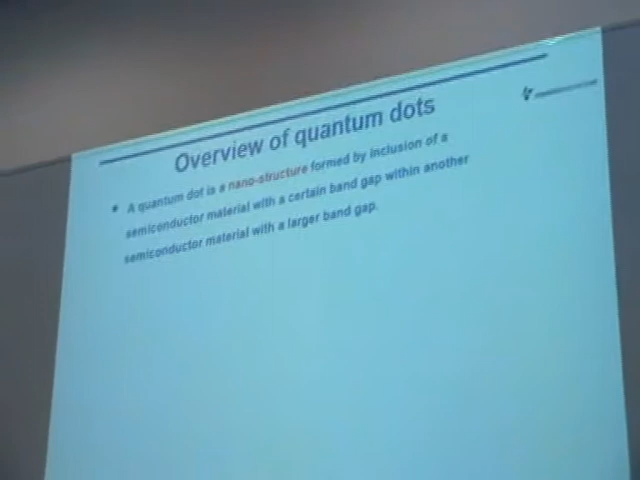 Overview of quantum dots
• A quantum dot is a nano-structure formed by inclusion of a
semiconductor material with a certain band gap within another
semiconductor material with a larger band gap.